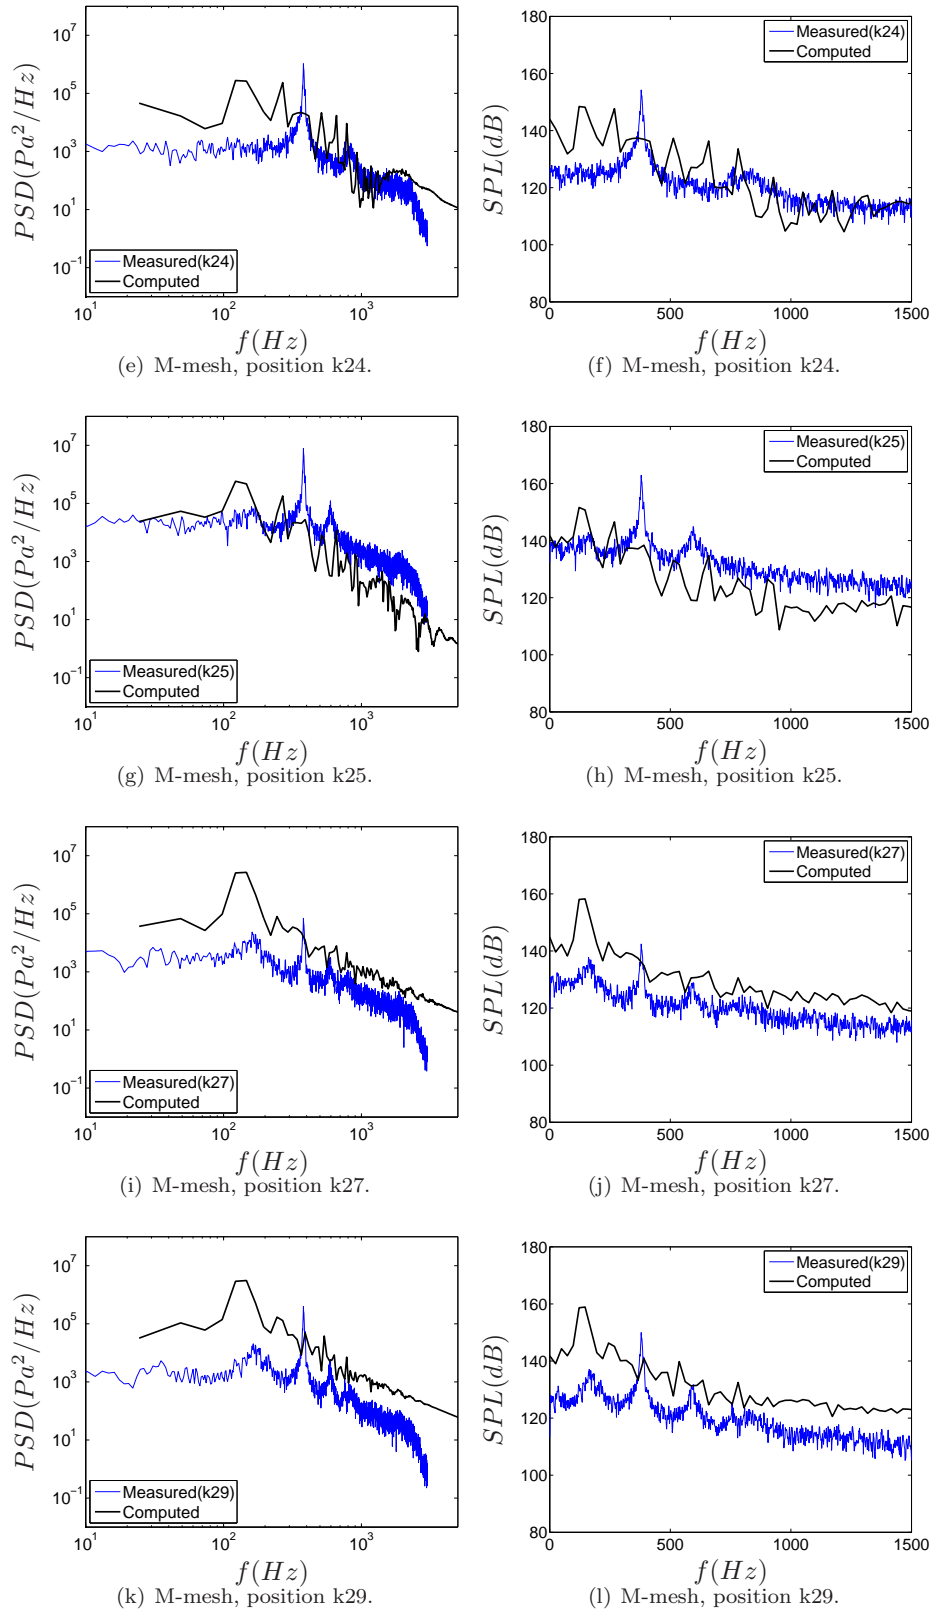 10^7
10^5
10^3
10^1
10^-1
PSD(Pa^2/Hz)
Measured(k24)
Computed
10^1 10^2 10^3
f(Hz)
(e) M-mesh, position k24.
180
160
140
120
100
80
SPL(dB)
Measured(k24)
Computed
0 500 1000 1500
f(Hz)
(f) M-mesh, position k24.
10^7
10^5
10^3
10^1
10^-1
PSD(Pa^2/Hz)
Measured(k25)
Computed
10^1 10^2 10^3
f(Hz)
(g) M-mesh, position k25.
180
160
140
120
100
80
SPL(dB)
Measured(k25)
Computed
0 500 1000 1500
f(Hz)
(h) M-mesh, position k25.
10^7
10^5
10^3
10^1
10^-1
PSD(Pa^2/Hz)
Measured(k27)
Computed
10^1 10^2 10^3
f(Hz)
(i) M-mesh, position k27.
180
160
140
120
100
80
SPL(dB)
Measured(k27)
Computed
0 500 1000 1500
f(Hz)
(j) M-mesh, position k27.
10^7
10^5
10^3
10^1
10^-1
PSD(Pa^2/Hz)
Measured(k29)
Computed
10^1 10^2 10^3
f(Hz)
(k) M-mesh, position k29.
180
160
140
120
100
80
SPL(dB)
Measured(k29)
Computed
0 500 1000 1500
f(Hz)
(l) M-mesh, position k29.